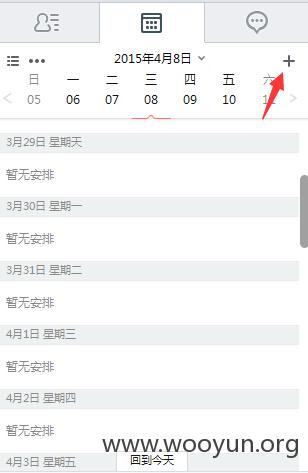 2015年4月8日
日 一 二 三 四 五 六
05 06 07 08 09 10 11
3月29日 星期天
暂无安排
3月30日 星期一
暂无安排
3月31日 星期二
暂无安排
4月1日 星期三
暂无安排
4月2日 星期四
暂无安排
www.wooyun.org
4月3日 星期五
回到今天